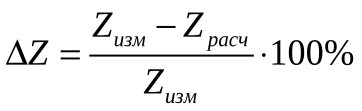 ΔZ = (Z_изм − Z_расч) / Z_изм · 100%